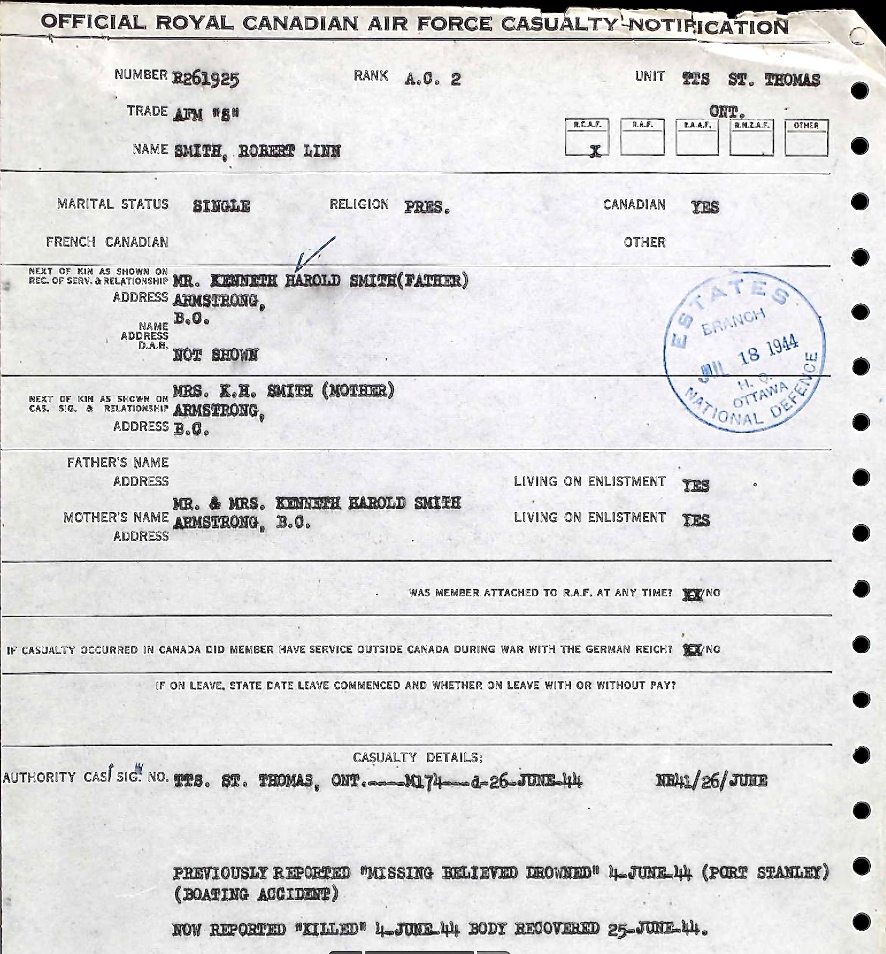 OFFICIAL ROYAL CANADIAN AIR FORCE CASUALTY NOTIFICATION
NUMBER R261925 RANK A.C. 2 UNIT TTS ST. THOMAS
ONT.
TRADE AFM "S"
R.C.A.F. R.A.F. R.A.A.F. R.N.Z.A.F. OTHER
X
NAME SMITH, ROBERT LINN
MARITAL STATUS SINGLE RELIGION PRES. CANADIAN YES
FRENCH CANADIAN OTHER
NEXT OF KIN AS SHOWN ON
REC. OF SERV. & RELATIONSHIP MR. KENNETH HAROLD SMITH(FATHER)
ADDRESS ARMSTRONG,
B.C.
NAME
ADDRESS
D.A.H.
NOT SHOWN
ESTATES
BRANCH
JUL 18 1944
H. Q.
OTTAWA
NATIONAL DEFENCE
MRS. K.H. SMITH (MOTHER)
NEXT OF KIN AS SHOWN ON
CAS. SIG. & RELATIONSHIP ARMSTRONG,
ADDRESS B.C.
FATHER'S NAME
ADDRESS LIVING ON ENLISTMENT YES
MR. & MRS. KENNETH HAROLD SMITH
MOTHER'S NAME ARMSTRONG, B.C. LIVING ON ENLISTMENT YES
ADDRESS
WAS MEMBER ATTACHED TO R.A.F. AT ANY TIME? XX/NO
IF CASUALTY OCCURRED IN CANADA DID MEMBER HAVE SERVICE OUTSIDE CANADA DURING WAR WITH THE GERMAN REICH? XX/NO
IF ON LEAVE, STATE DATE LEAVE COMMENCED AND WHETHER ON LEAVE WITH OR WITHOUT PAY?
CASUALTY DETAILS:
AUTHORITY CAS. SIG. NO. TTS. ST. THOMAS, ONT.----M174----d-26-JUNE-44 NR41/26/JUNE
PREVIOUSLY REPORTED "MISSING BELIEVED DROWNED" 4-JUNE-44 (PORT STANLEY)
(BOATING ACCIDENT)
NOW REPORTED "KILLED" 4-JUNE-44 BODY RECOVERED 25-JUNE-44.